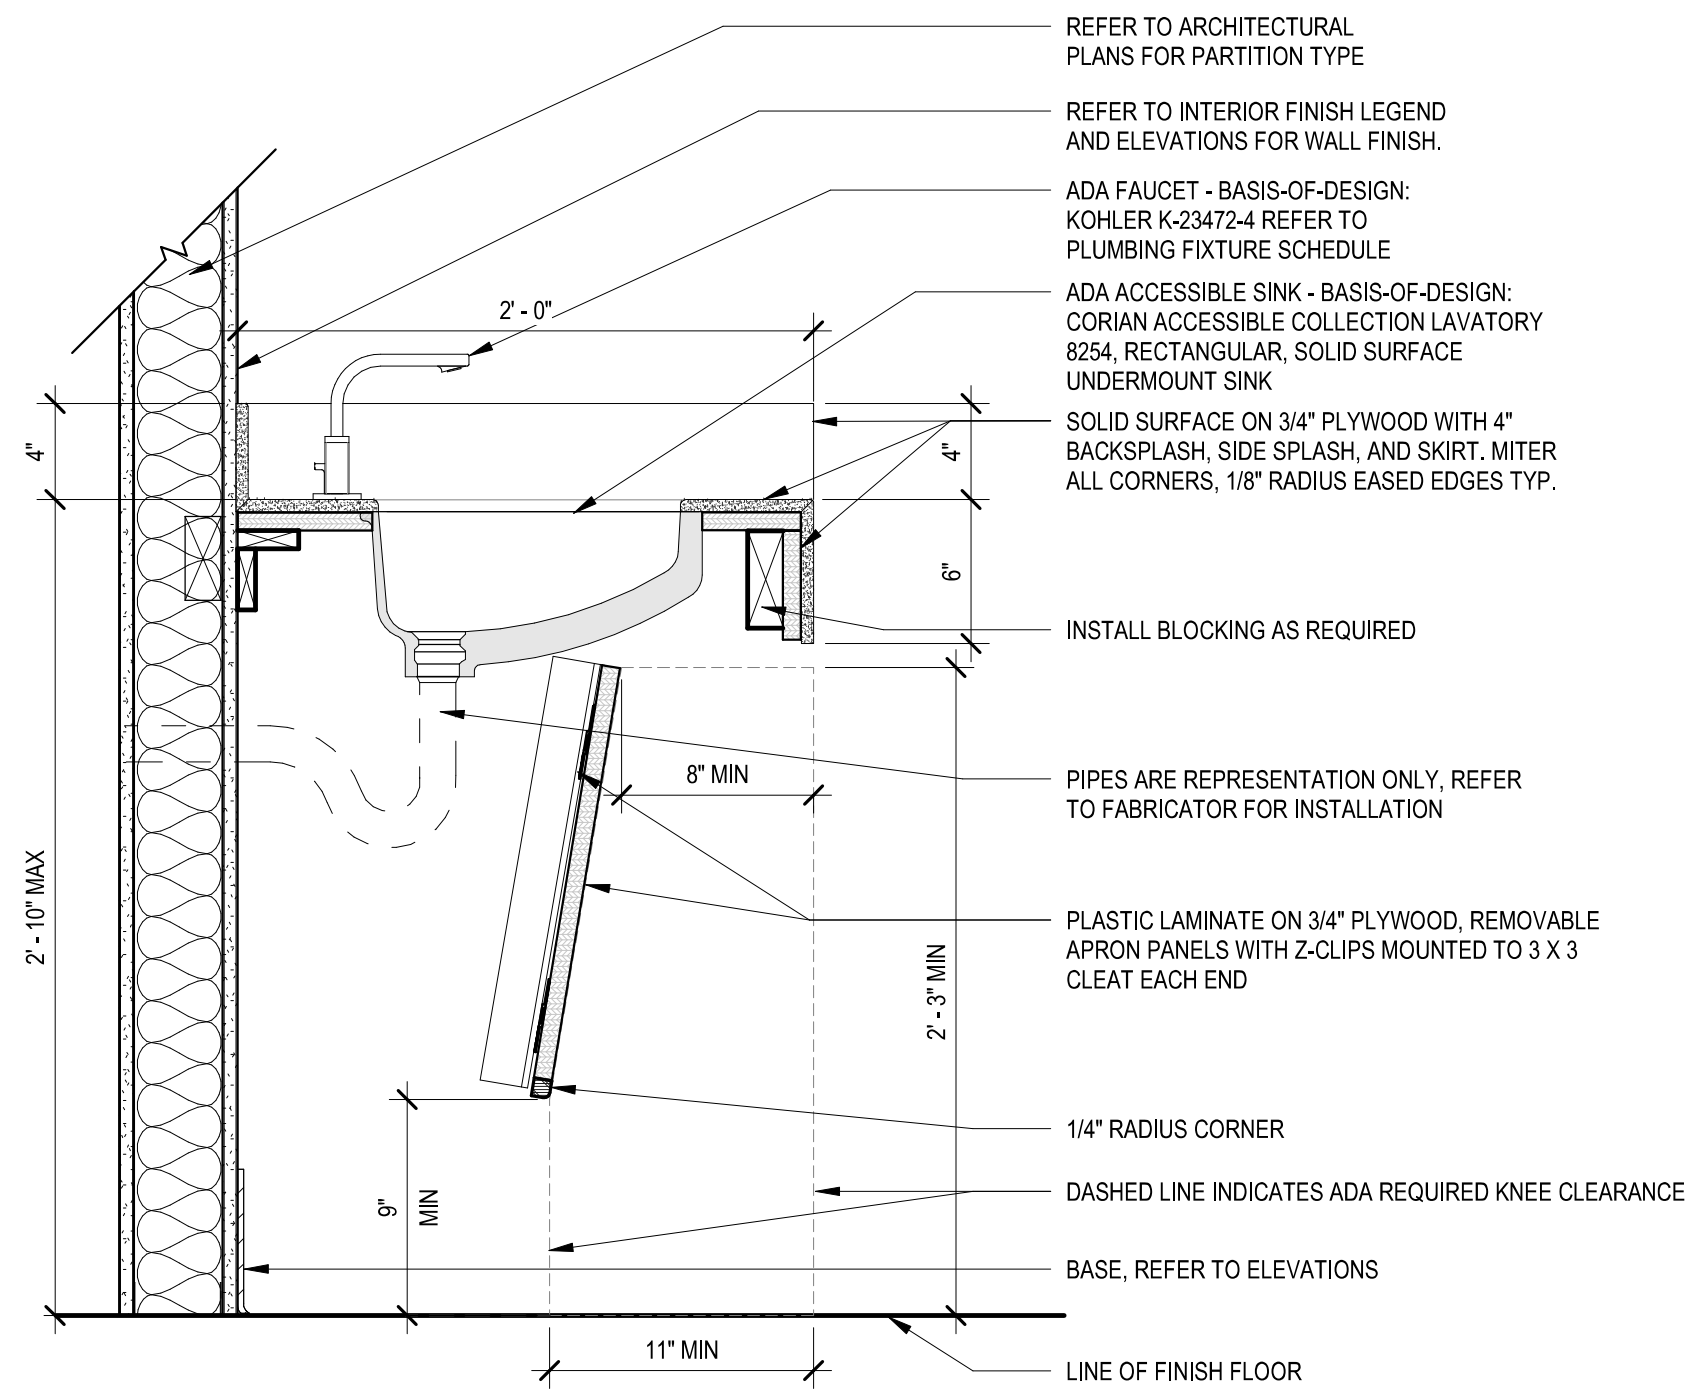 REFER TO ARCHITECTURAL
PLANS FOR PARTITION TYPE
REFER TO INTERIOR FINISH LEGEND
AND ELEVATIONS FOR WALL FINISH.
ADA FAUCET - BASIS-OF-DESIGN:
KOHLER K-23472-4 REFER TO
PLUMBING FIXTURE SCHEDULE
ADA ACCESSIBLE SINK - BASIS-OF-DESIGN:
CORIAN ACCESSIBLE COLLECTION LAVATORY
8254, RECTANGULAR, SOLID SURFACE
UNDERMOUNT SINK
SOLID SURFACE ON 3/4" PLYWOOD WITH 4"
BACKSPLASH, SIDE SPLASH, AND SKIRT. MITER
ALL CORNERS, 1/8" RADIUS EASED EDGES TYP.
INSTALL BLOCKING AS REQUIRED
PIPES ARE REPRESENTATION ONLY, REFER
TO FABRICATOR FOR INSTALLATION
PLASTIC LAMINATE ON 3/4" PLYWOOD, REMOVABLE
APRON PANELS WITH Z-CLIPS MOUNTED TO 3 X 3
CLEAT EACH END
1/4" RADIUS CORNER
DASHED LINE INDICATES ADA REQUIRED KNEE CLEARANCE
BASE, REFER TO ELEVATIONS
LINE OF FINISH FLOOR
2' - 0"
4"
4"
6"
8" MIN
2' - 10" MAX
2' - 3" MIN
9"
MIN
11" MIN